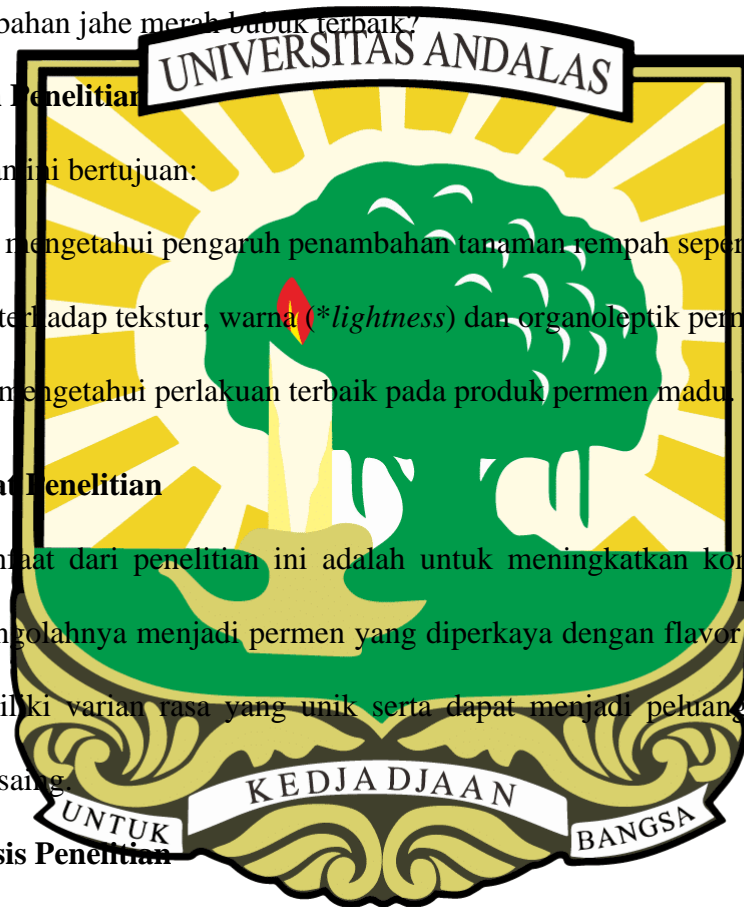 bahan jahe merah bubuk terbaik?
UNIVERSITAS ANDALAS
Penelitian
ini bertujuan:
mengetahui pengaruh penambahan tanaman rempah seper
terhadap tekstur, warna (*lightness) dan organoleptik perm
mengetahui perlakuan terbaik pada produk permen madu.
at Penelitian
nfaat dari penelitian ini adalah untuk meningkatkan kon
ngolahnya menjadi permen yang diperkaya dengan flavor
iliki varian rasa yang unik serta dapat menjadi peluang
saing.
KEDJADJAAN
UNTUK
BANGSA
sis Penelitian